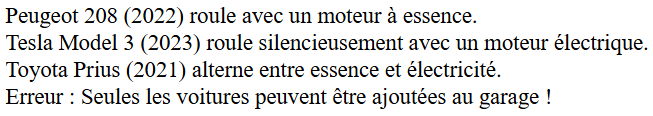 Peugeot 208 (2022) roule avec un moteur à essence.
Tesla Model 3 (2023) roule silencieusement avec un moteur électrique.
Toyota Prius (2021) alterne entre essence et électricité.
Erreur : Seules les voitures peuvent être ajoutées au garage !